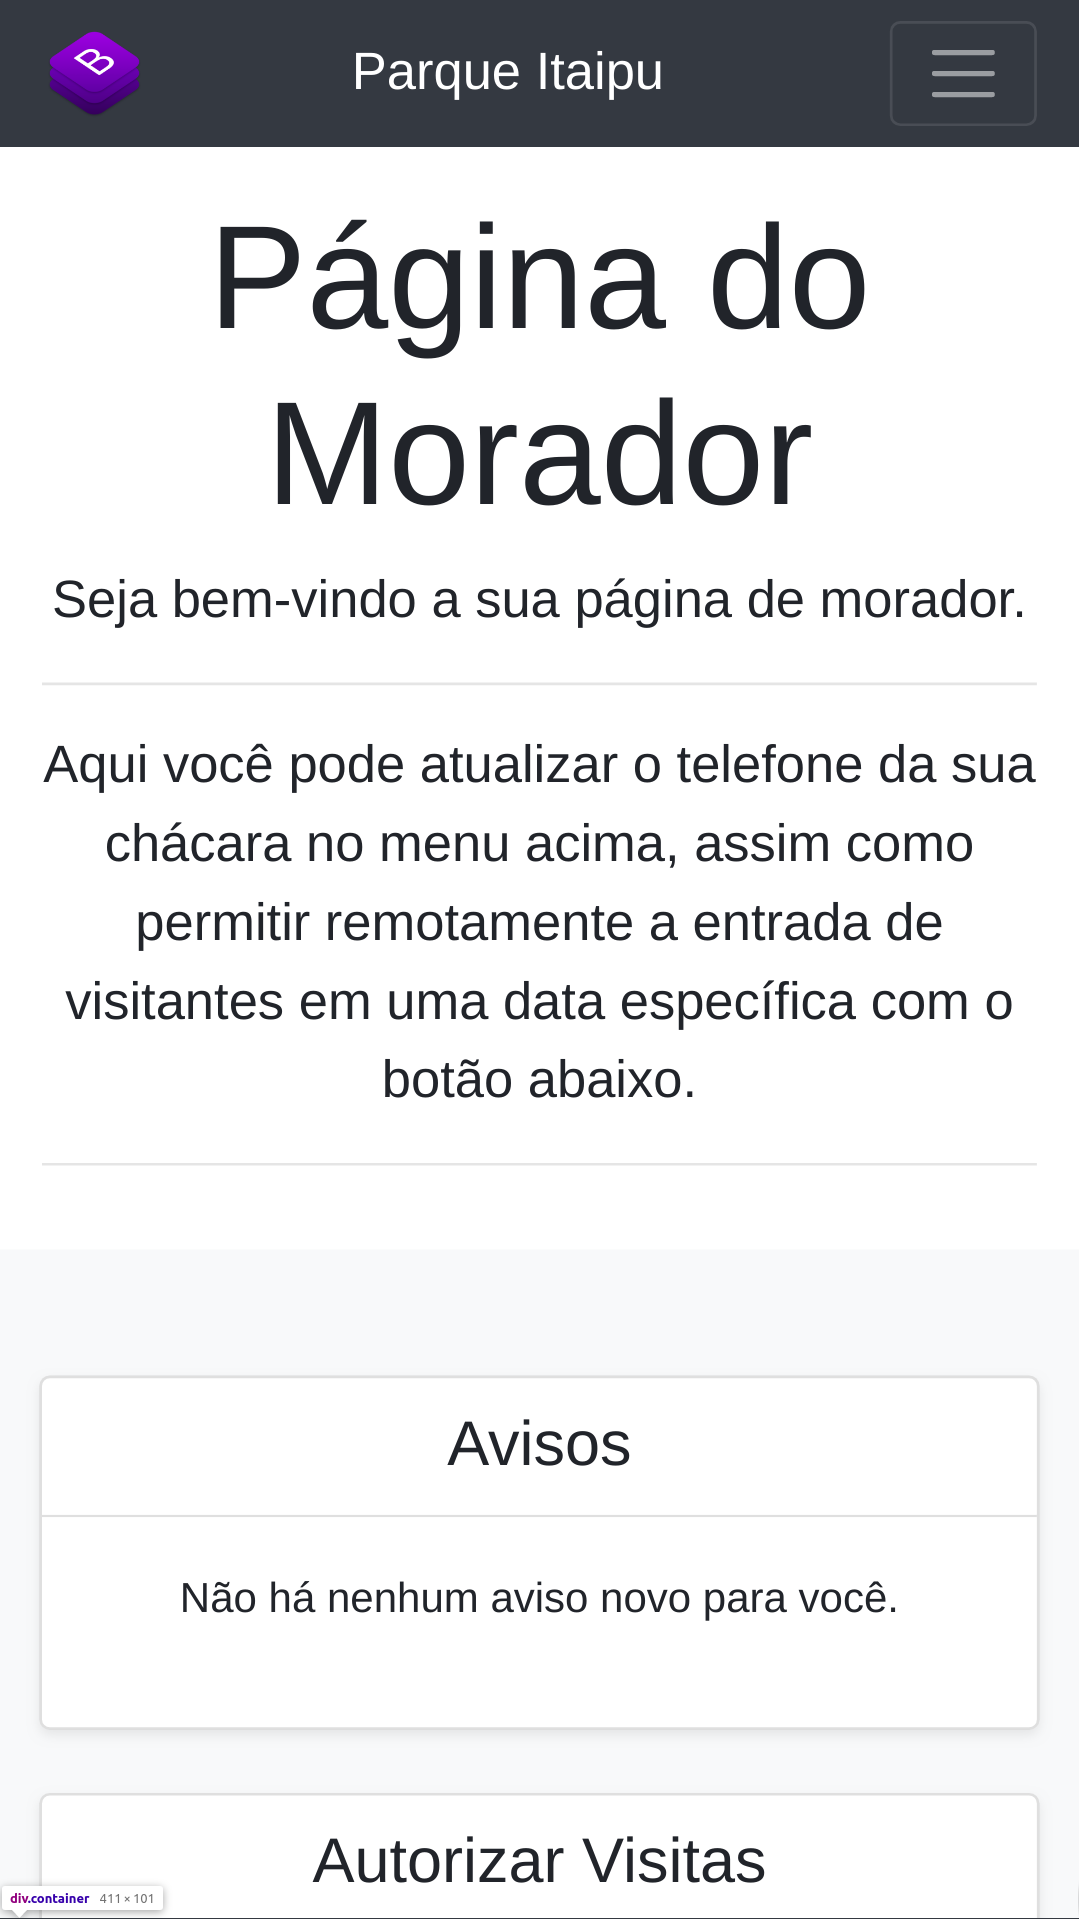 B
Parque Itaipu
Página do
Morador
Seja bem-vindo a sua página de morador.
Aqui você pode atualizar o telefone da sua
chácara no menu acima, assim como
permitir remotamente a entrada de
visitantes em uma data específica com o
botão abaixo.
Avisos
Não há nenhum aviso novo para você.
Autorizar Visitas
div.container 411 × 101